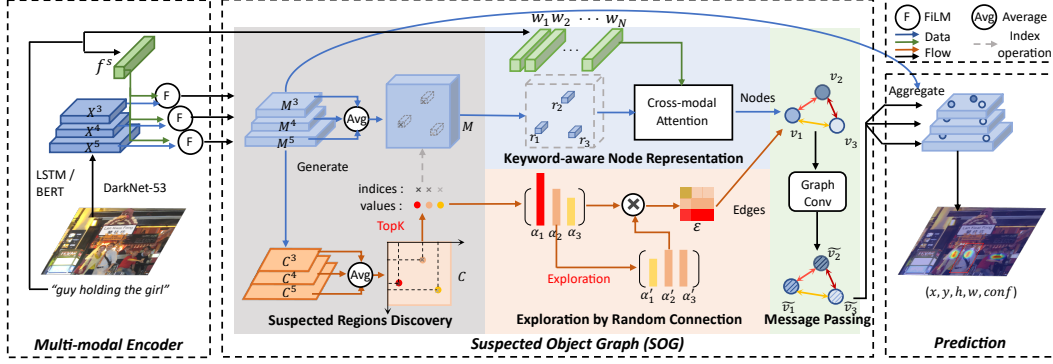 f^s
X^3
X^4
X^5
F
F
F
LSTM /
BERT
DarkNet-53
"guy holding the girl"
Multi-modal Encoder
M^3
M^4
M^5
Avg
M
Generate
indices :
values :
TopK
C^3
C^4
C^5
Avg
C
Suspected Regions Discovery
w_1 w_2 ⋯ w_N
⋯
⋯
r_2
r_1
r_3
Cross-modal
Attention
Nodes
Keyword-aware Node Representation
α_1 α_2 α_3
ε
Edges
Exploration
α'_1 α'_2 α'_3
Exploration by Random Connection
v_2
v_1
v_3
Graph
Conv
ṽ_2
ṽ_1
ṽ_3
Message Passing
Suspected Object Graph (SOG)
F FiLM
Data
Flow
Avg Average
Index
operation
Aggregate
(x, y, h, w, conf)
Prediction